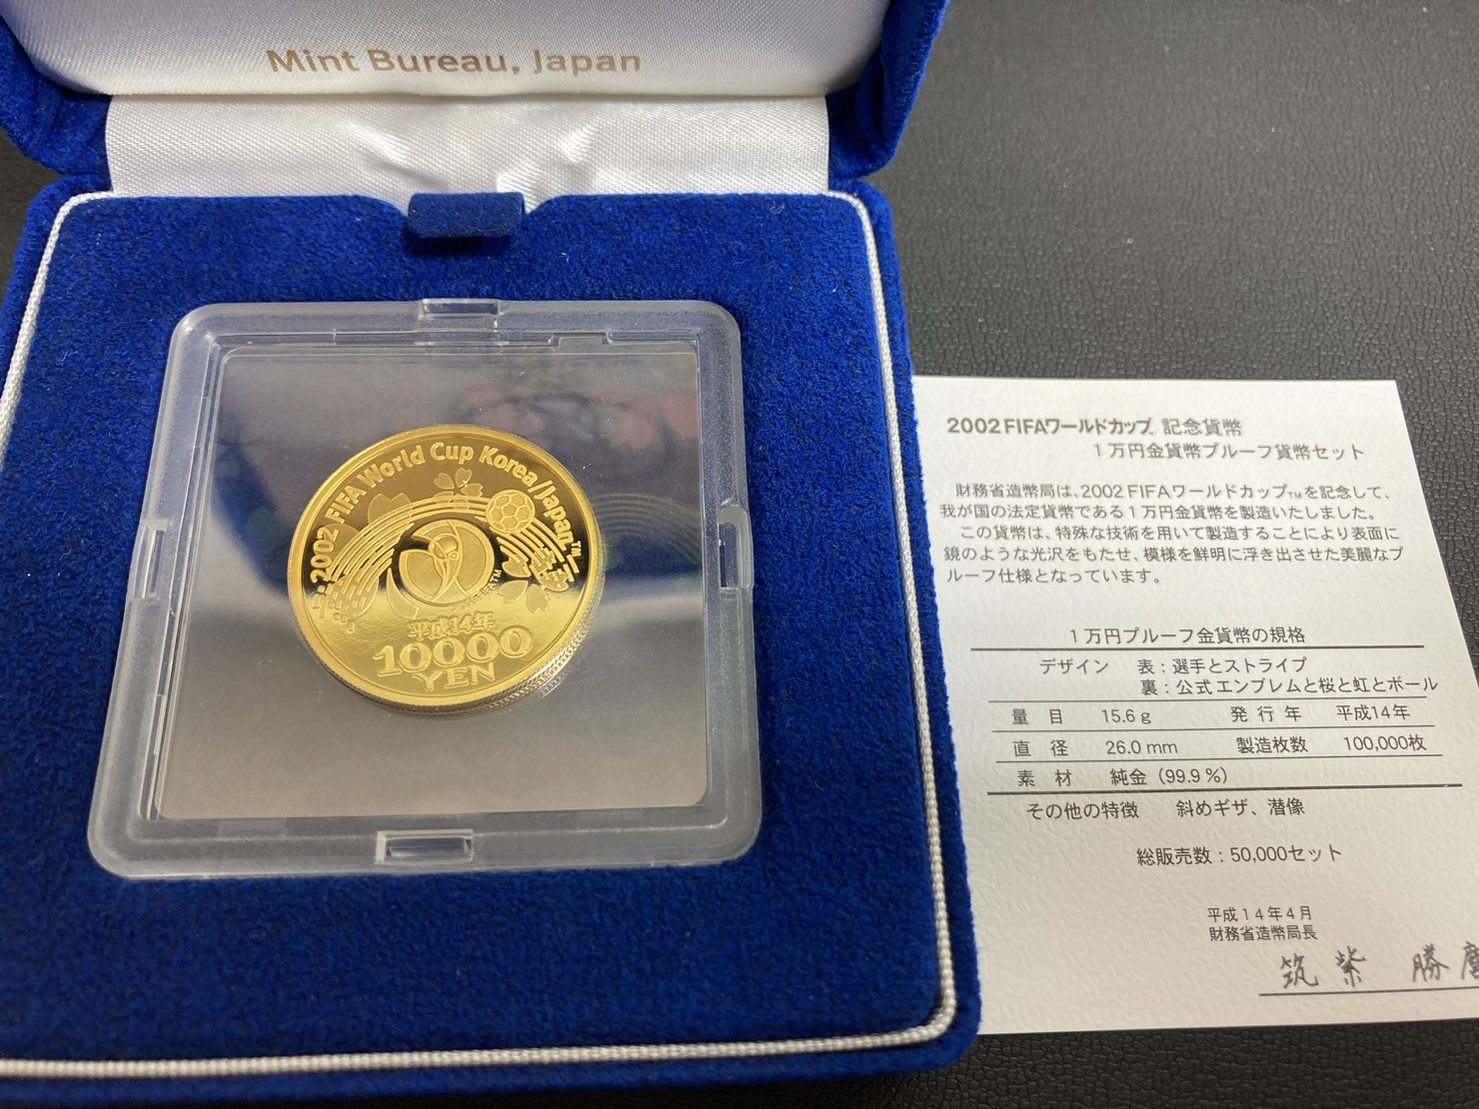 Mint Bureau, Japan
2002 FIFA World Cup Korea/Japan™
平成14年
10000
YEN
2002 FIFAワールドカップ™ 記念貨幣
1万円金貨幣プルーフ貨幣セット
財務省造幣局は、2002 FIFAワールドカップTMを記念して、
我が国の法定貨幣である1万円金貨幣を製造いたしました。
この貨幣は、特殊な技術を用いて製造することにより表面に
鏡のような光沢をもたせ、模様を鮮明に浮き出させた美麗なプ
ルーフ仕様となっています。
1万円プルーフ金貨幣の規格
デザイン 表：選手とストライプ
裏：公式エンブレムと桜と虹とボール
量目 15.6g 発行年 平成14年
直径 26.0mm 製造枚数 100,000枚
素材 純金（99.9％）
その他の特徴 斜めギザ、潜像
総販売数：50,000セット
平成14年4月
財務省造幣局長
筑紫 勝